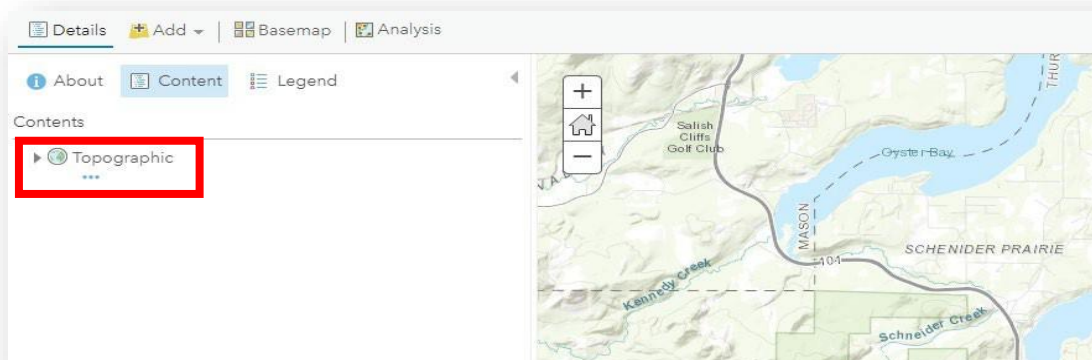 Details Add Basemap Analysis
About Content Legend
Contents
Topographic
•••
+
−
Salish
Cliffs
Golf Club
Oyster Bay
THUR
MASON
SCHENIDER PRAIRIE
101
Kennedy Creek
Schneider Creek